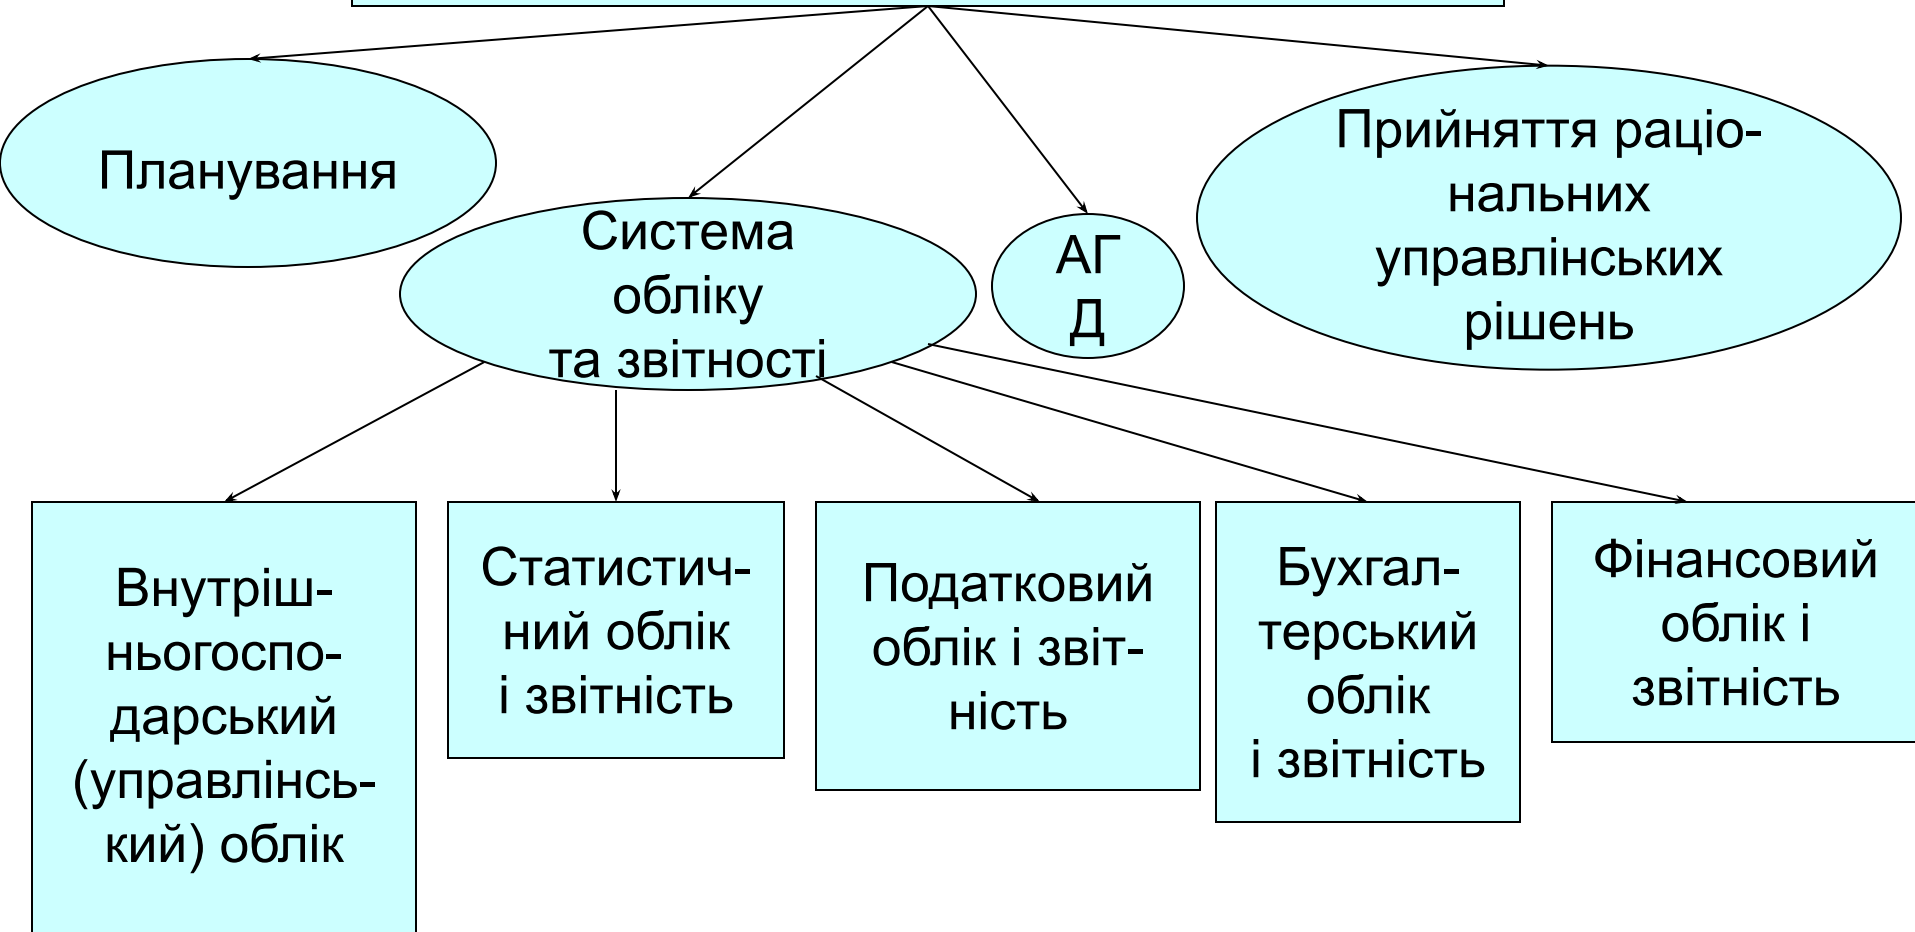 Планування
Система
обліку
та звітності
АГ
Д
Прийняття раціо-
нальних
управлінських
рішень
Внутріш-
ньогоспо-
дарський
(управлінсь-
кий) облік
Статистич-
ний облік
і звітність
Податковий
облік і звіт-
ність
Бухгал-
терський
облік
і звітність
Фінансовий
облік і
звітність